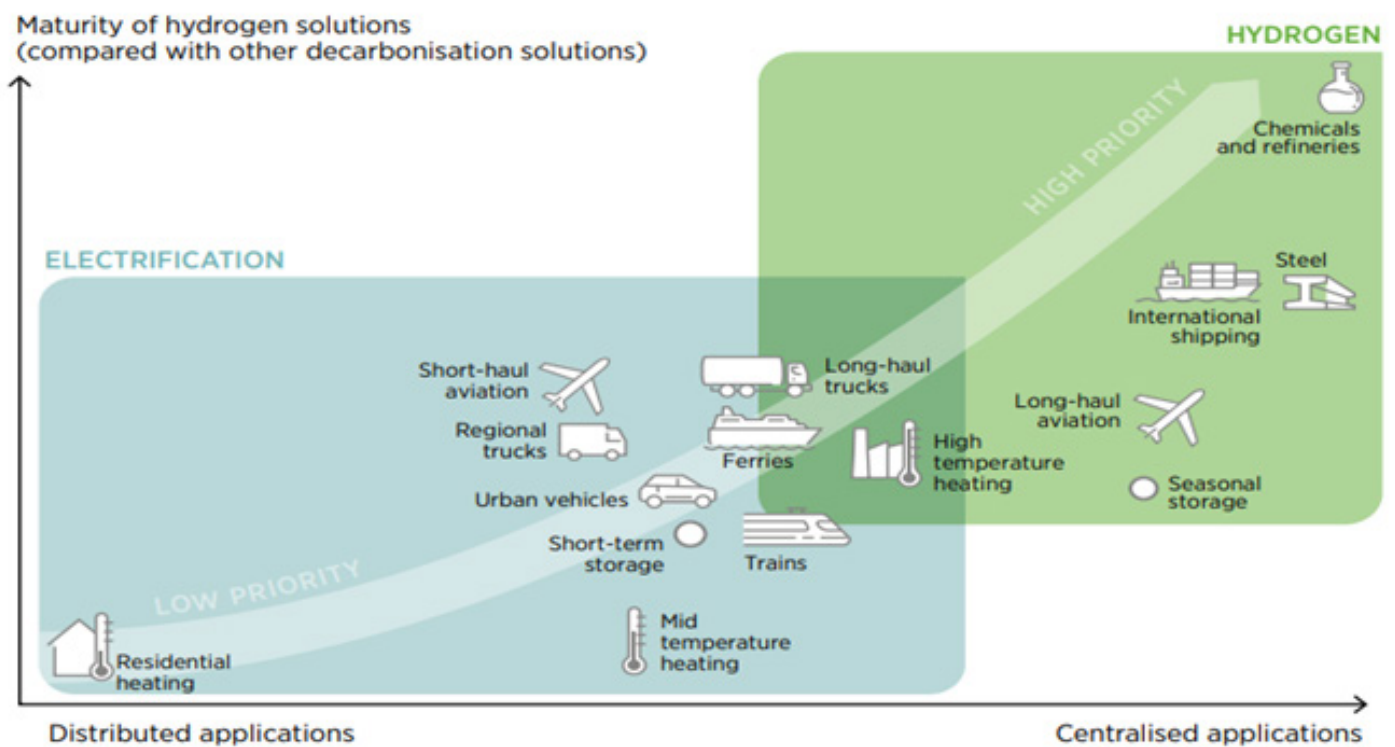 Maturity of hydrogen solutions
(compared with other decarbonisation solutions)
HYDROGEN
Chemicals
and refineries
HIGH PRIORITY
ELECTRIFICATION
Steel
International
shipping
Short-haul
aviation
Long-haul
trucks
Long-haul
aviation
Regional
trucks
Ferries
High
temperature
heating
Seasonal
storage
Urban vehicles
Short-term
storage
Trains
LOW PRIORITY
Mid
temperature
heating
Residential
heating
Distributed applications
Centralised applications